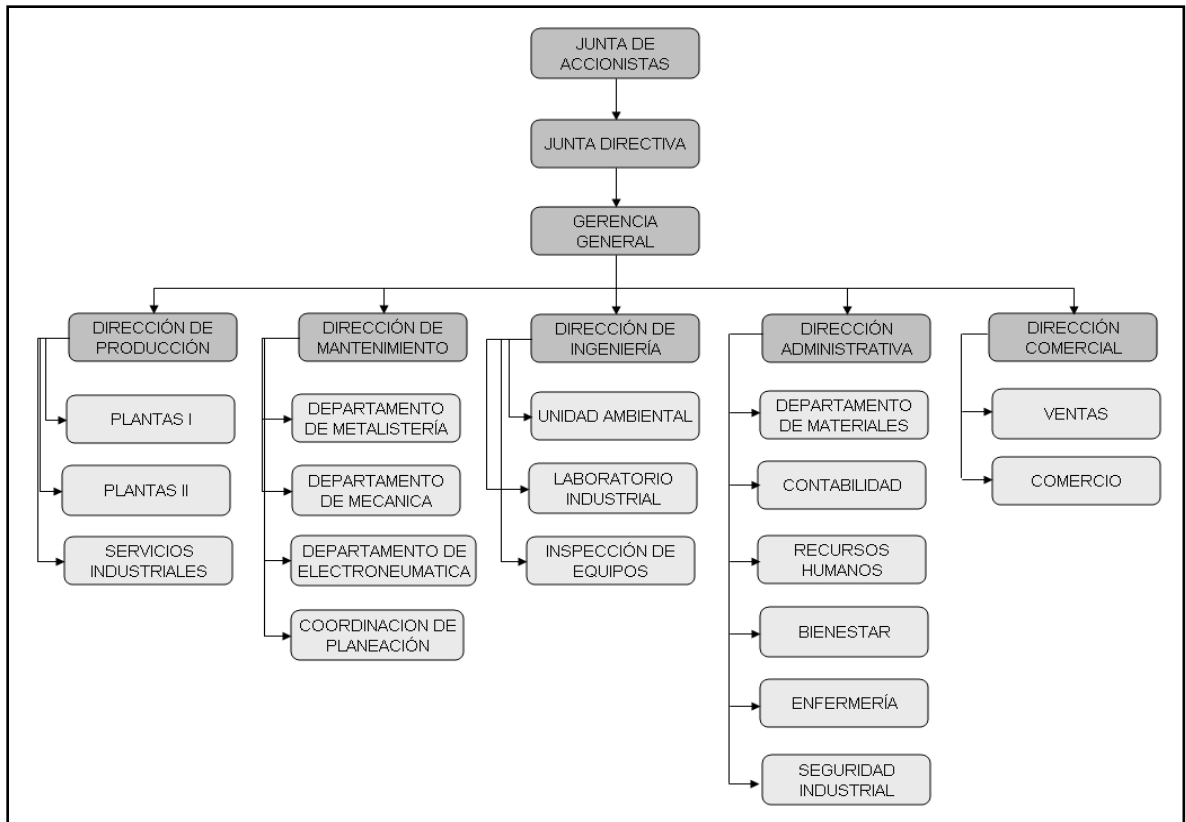 JUNTA DE
ACCIONISTAS
JUNTA DIRECTIVA
GERENCIA
GENERAL
DIRECCIÓN DE
PRODUCCIÓN
PLANTAS I
PLANTAS II
SERVICIOS
INDUSTRIALES
DIRECCIÓN DE
MANTENIMIENTO
DEPARTAMENTO
DE METALISTERÍA
DEPARTAMENTO
DE MECANICA
DEPARTAMENTO DE
ELECTRONEUMATICA
COORDINACION DE
PLANEACIÓN
DIRECCIÓN DE
INGENIERÍA
UNIDAD AMBIENTAL
LABORATORIO
INDUSTRIAL
INSPECCIÓN DE
EQUIPOS
DIRECCIÓN
ADMINISTRATIVA
DEPARTAMENTO
DE MATERIALES
CONTABILIDAD
RECURSOS
HUMANOS
BIENESTAR
ENFERMERÍA
SEGURIDAD
INDUSTRIAL
DIRECCIÓN
COMERCIAL
VENTAS
COMERCIO